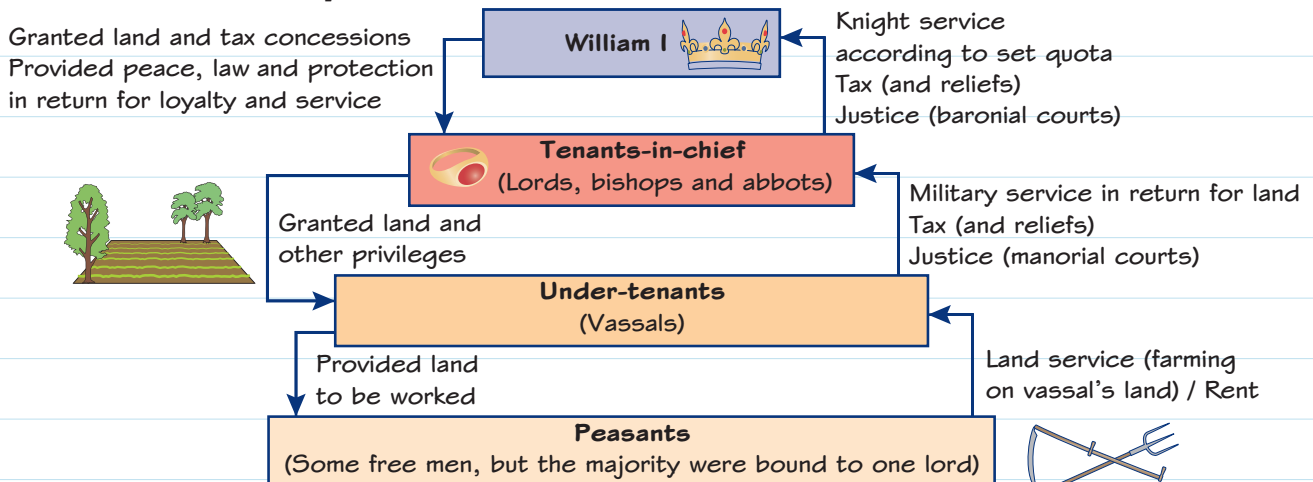 Granted land and tax concessions
Provided peace, law and protection
in return for loyalty and service
William I
Knight service
according to set quota
Tax (and reliefs)
Justice (baronial courts)
Tenants-in-chief
(Lords, bishops and abbots)
Granted land and
other privileges
Military service in return for land
Tax (and reliefs)
Justice (manorial courts)
Under-tenants
(Vassals)
Provided land
to be worked
Land service (farming
on vassal's land) / Rent
Peasants
(Some free men, but the majority were bound to one lord)